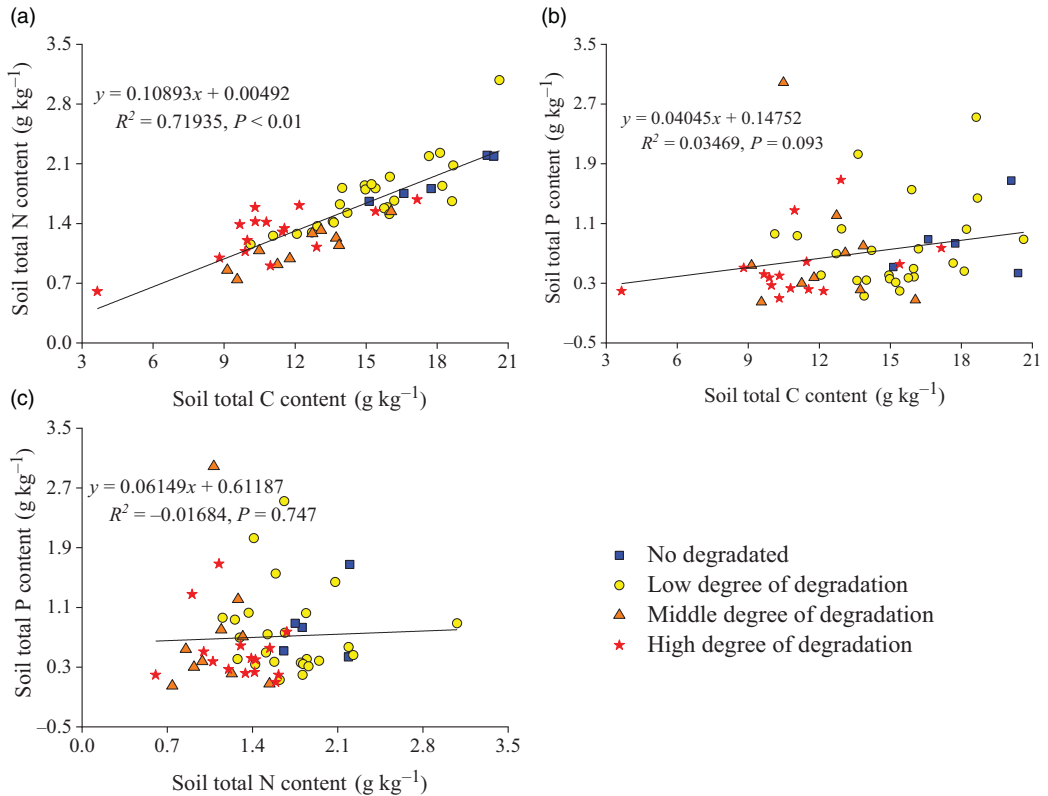 (a)
3.5
2.8
2.1
1.4
0.7
0.0
3 6 9 12 15 18 21
Soil total N content (g kg⁻¹)
Soil total C content (g kg⁻¹)
y = 0.10893x + 0.00492
R² = 0.71935, P < 0.01
(b)
3.5
2.7
1.9
1.1
0.3
−0.5
3 6 9 12 15 18 21
Soil total P content (g kg⁻¹)
Soil total C content (g kg⁻¹)
y = 0.04045x + 0.14752
R² = 0.03469, P = 0.093
(c)
3.5
2.7
1.9
1.1
0.3
−0.5
0.0 0.7 1.4 2.1 2.8 3.5
Soil total P content (g kg⁻¹)
Soil total N content (g kg⁻¹)
y = 0.06149x + 0.61187
R² = −0.01684, P = 0.747
No degradated
Low degree of degradation
Middle degree of degradation
High degree of degradation